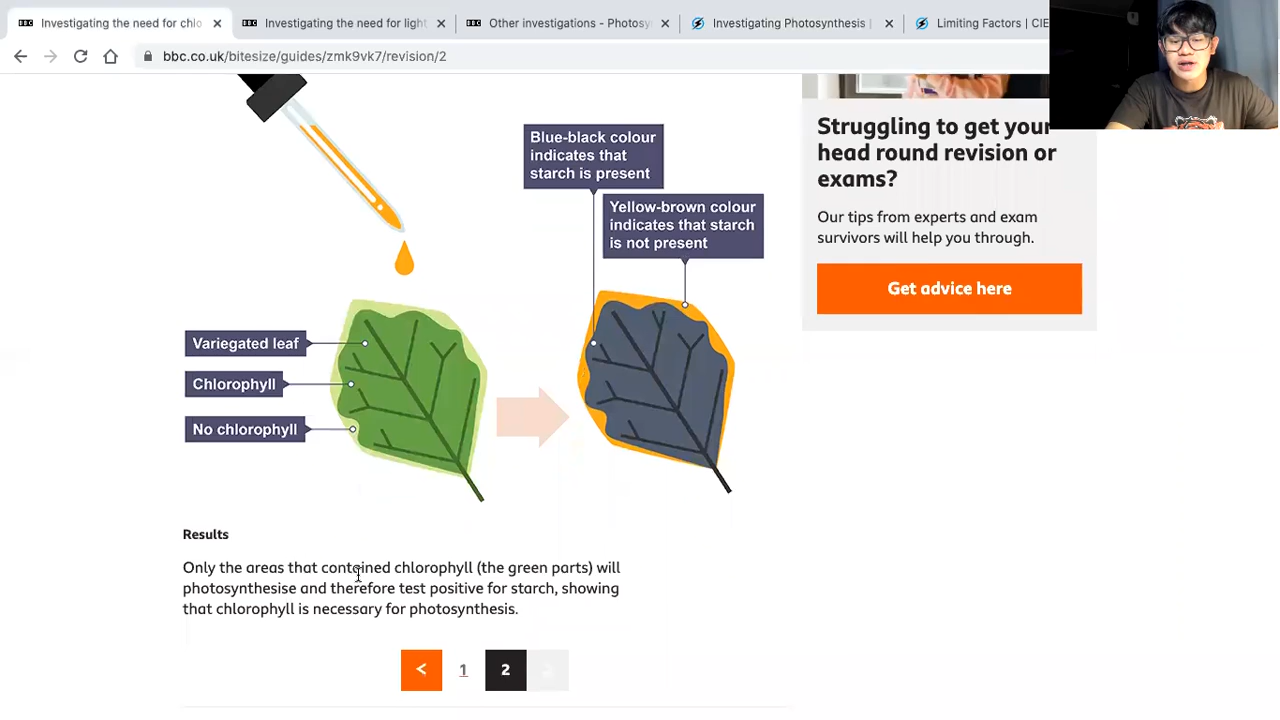 Investigating the need for chlo
Investigating the need for light
Other investigations - Photosy
Investigating Photosynthesis |
Limiting Factors | CIE
bbc.co.uk/bitesize/guides/zmk9vk7/revision/2
Blue-black colour
indicates that
starch is present
Yellow-brown colour
indicates that starch
is not present
Variegated leaf
Chlorophyll
No chlorophyll
Struggling to get your
head round revision or
exams?
Our tips from experts and exam
survivors will help you through.
Get advice here
Results
Only the areas that contained chlorophyll (the green parts) will
photosynthesise and therefore test positive for starch, showing
that chlorophyll is necessary for photosynthesis.
< 1 2